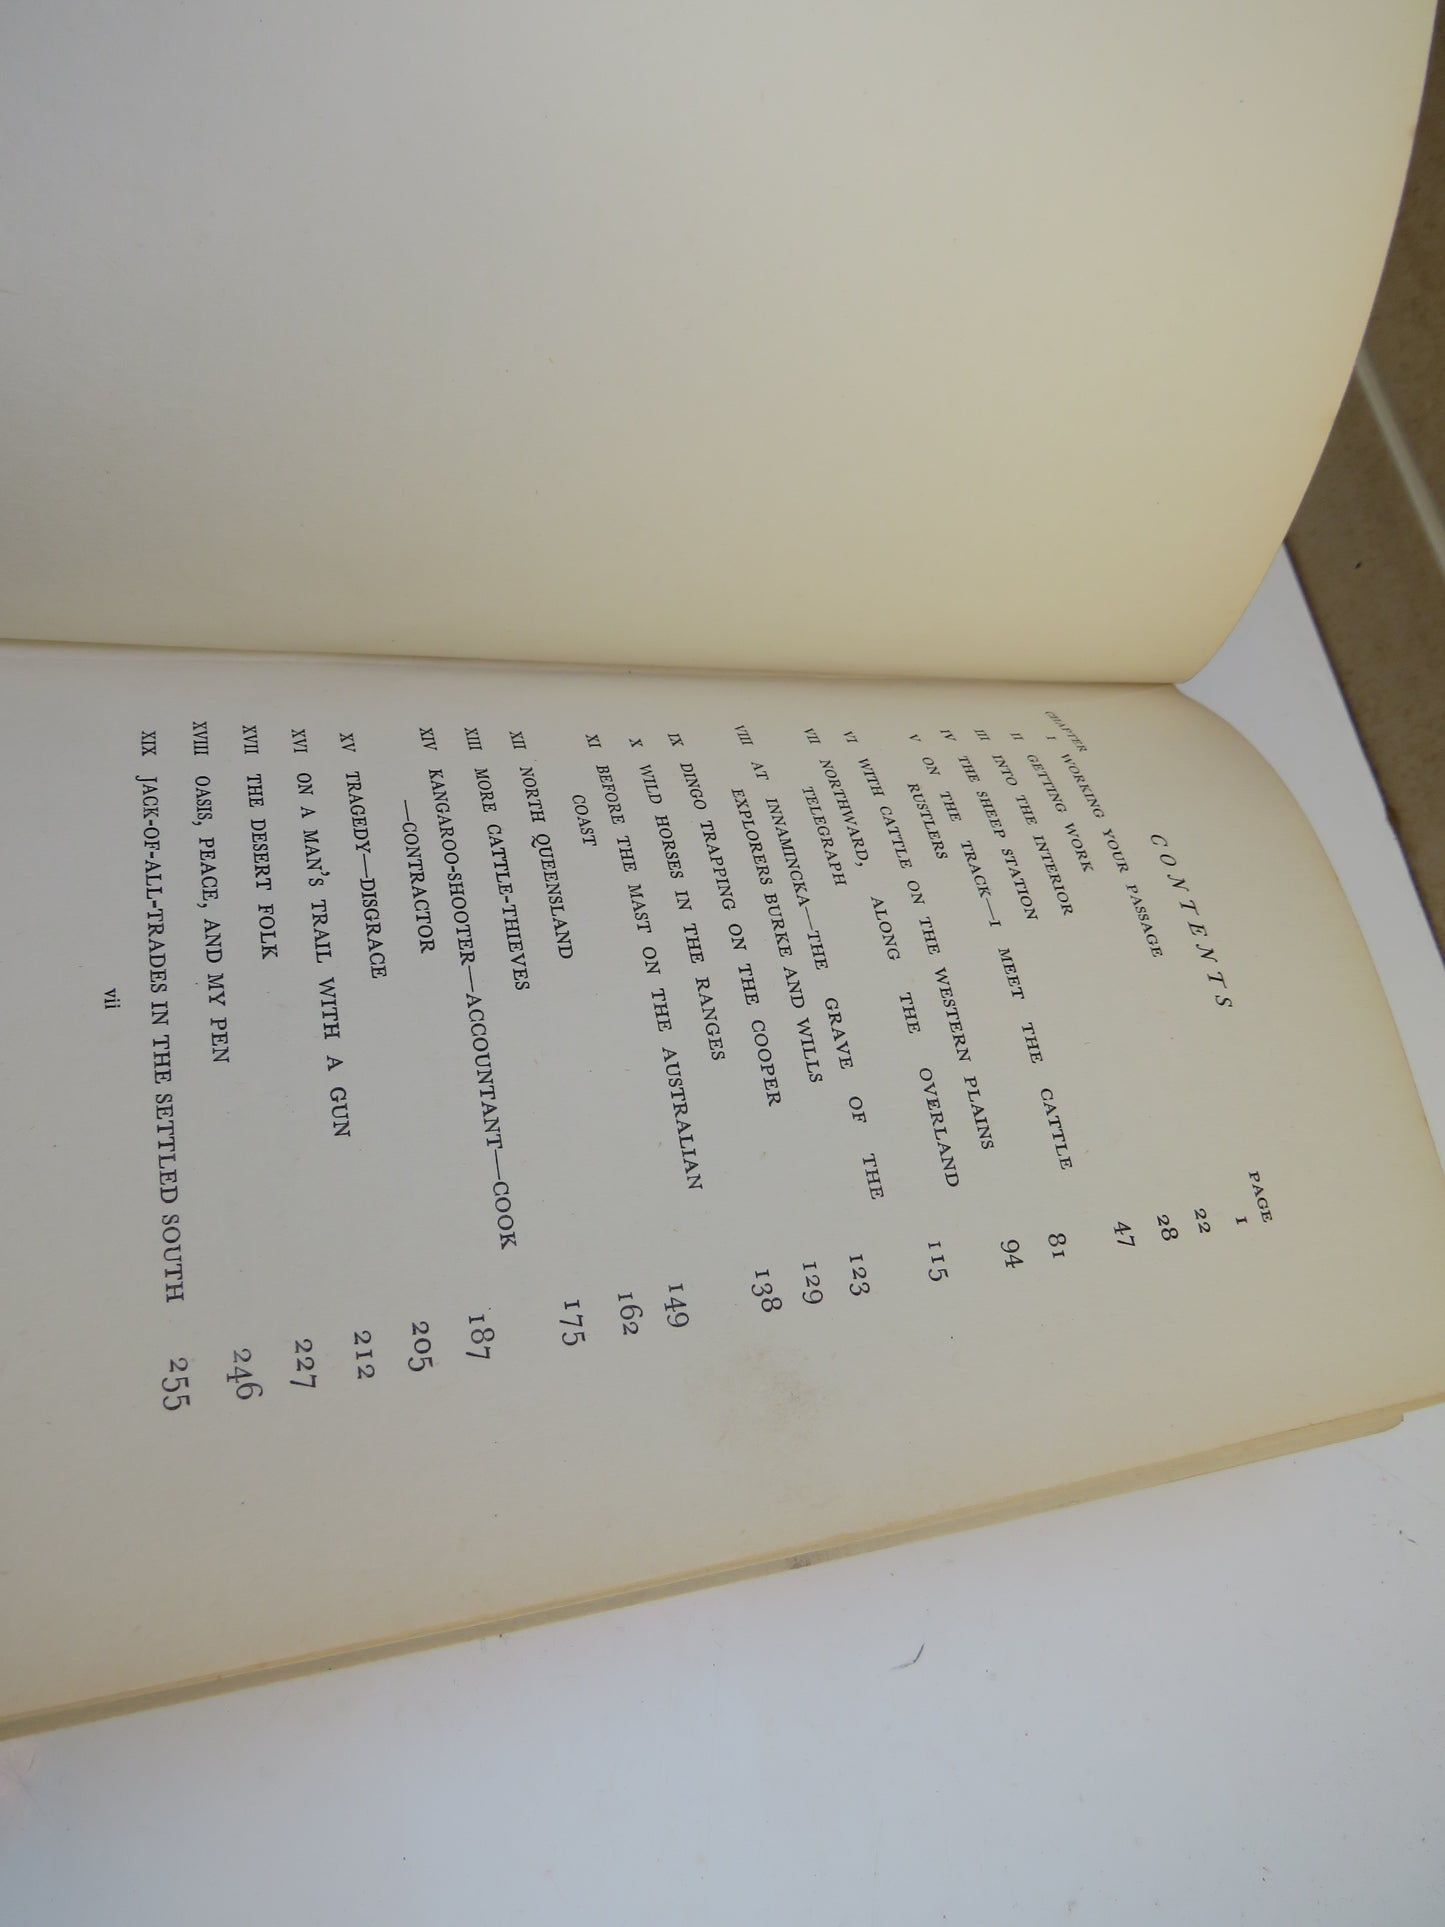 CONTENTS
CHAPTER PAGE
I WORKING YOUR PASSAGE 1
II GETTING WORK 22
III INTO THE INTERIOR 28
IV THE SHEEP STATION 47
V ON THE TRACK—I MEET THE CATTLE
RUSTLERS 81
VI WITH CATTLE ON THE WESTERN PLAINS 94
VII NORTHWARD, ALONG THE OVERLAND
TELEGRAPH 115
VIII AT INNAMINCKA—THE GRAVE OF THE
EXPLORERS BURKE AND WILLS 123
IX DINGO TRAPPING ON THE COOPER 129
X WILD HORSES IN THE RANGES 138
XI BEFORE THE MAST ON THE AUSTRALIAN
COAST 149
XII NORTH QUEENSLAND 162
XIII MORE CATTLE-THIEVES 175
XIV KANGAROO-SHOOTER—ACCOUNTANT—COOK
—CONTRACTOR 187
XV TRAGEDY—DISGRACE 205
XVI ON A MAN'S TRAIL WITH A GUN 212
XVII THE DESERT FOLK 227
XVIII OASIS, PEACE, AND MY PEN 246
XIX JACK-OF-ALL-TRADES IN THE SETTLED SOUTH 255
vii